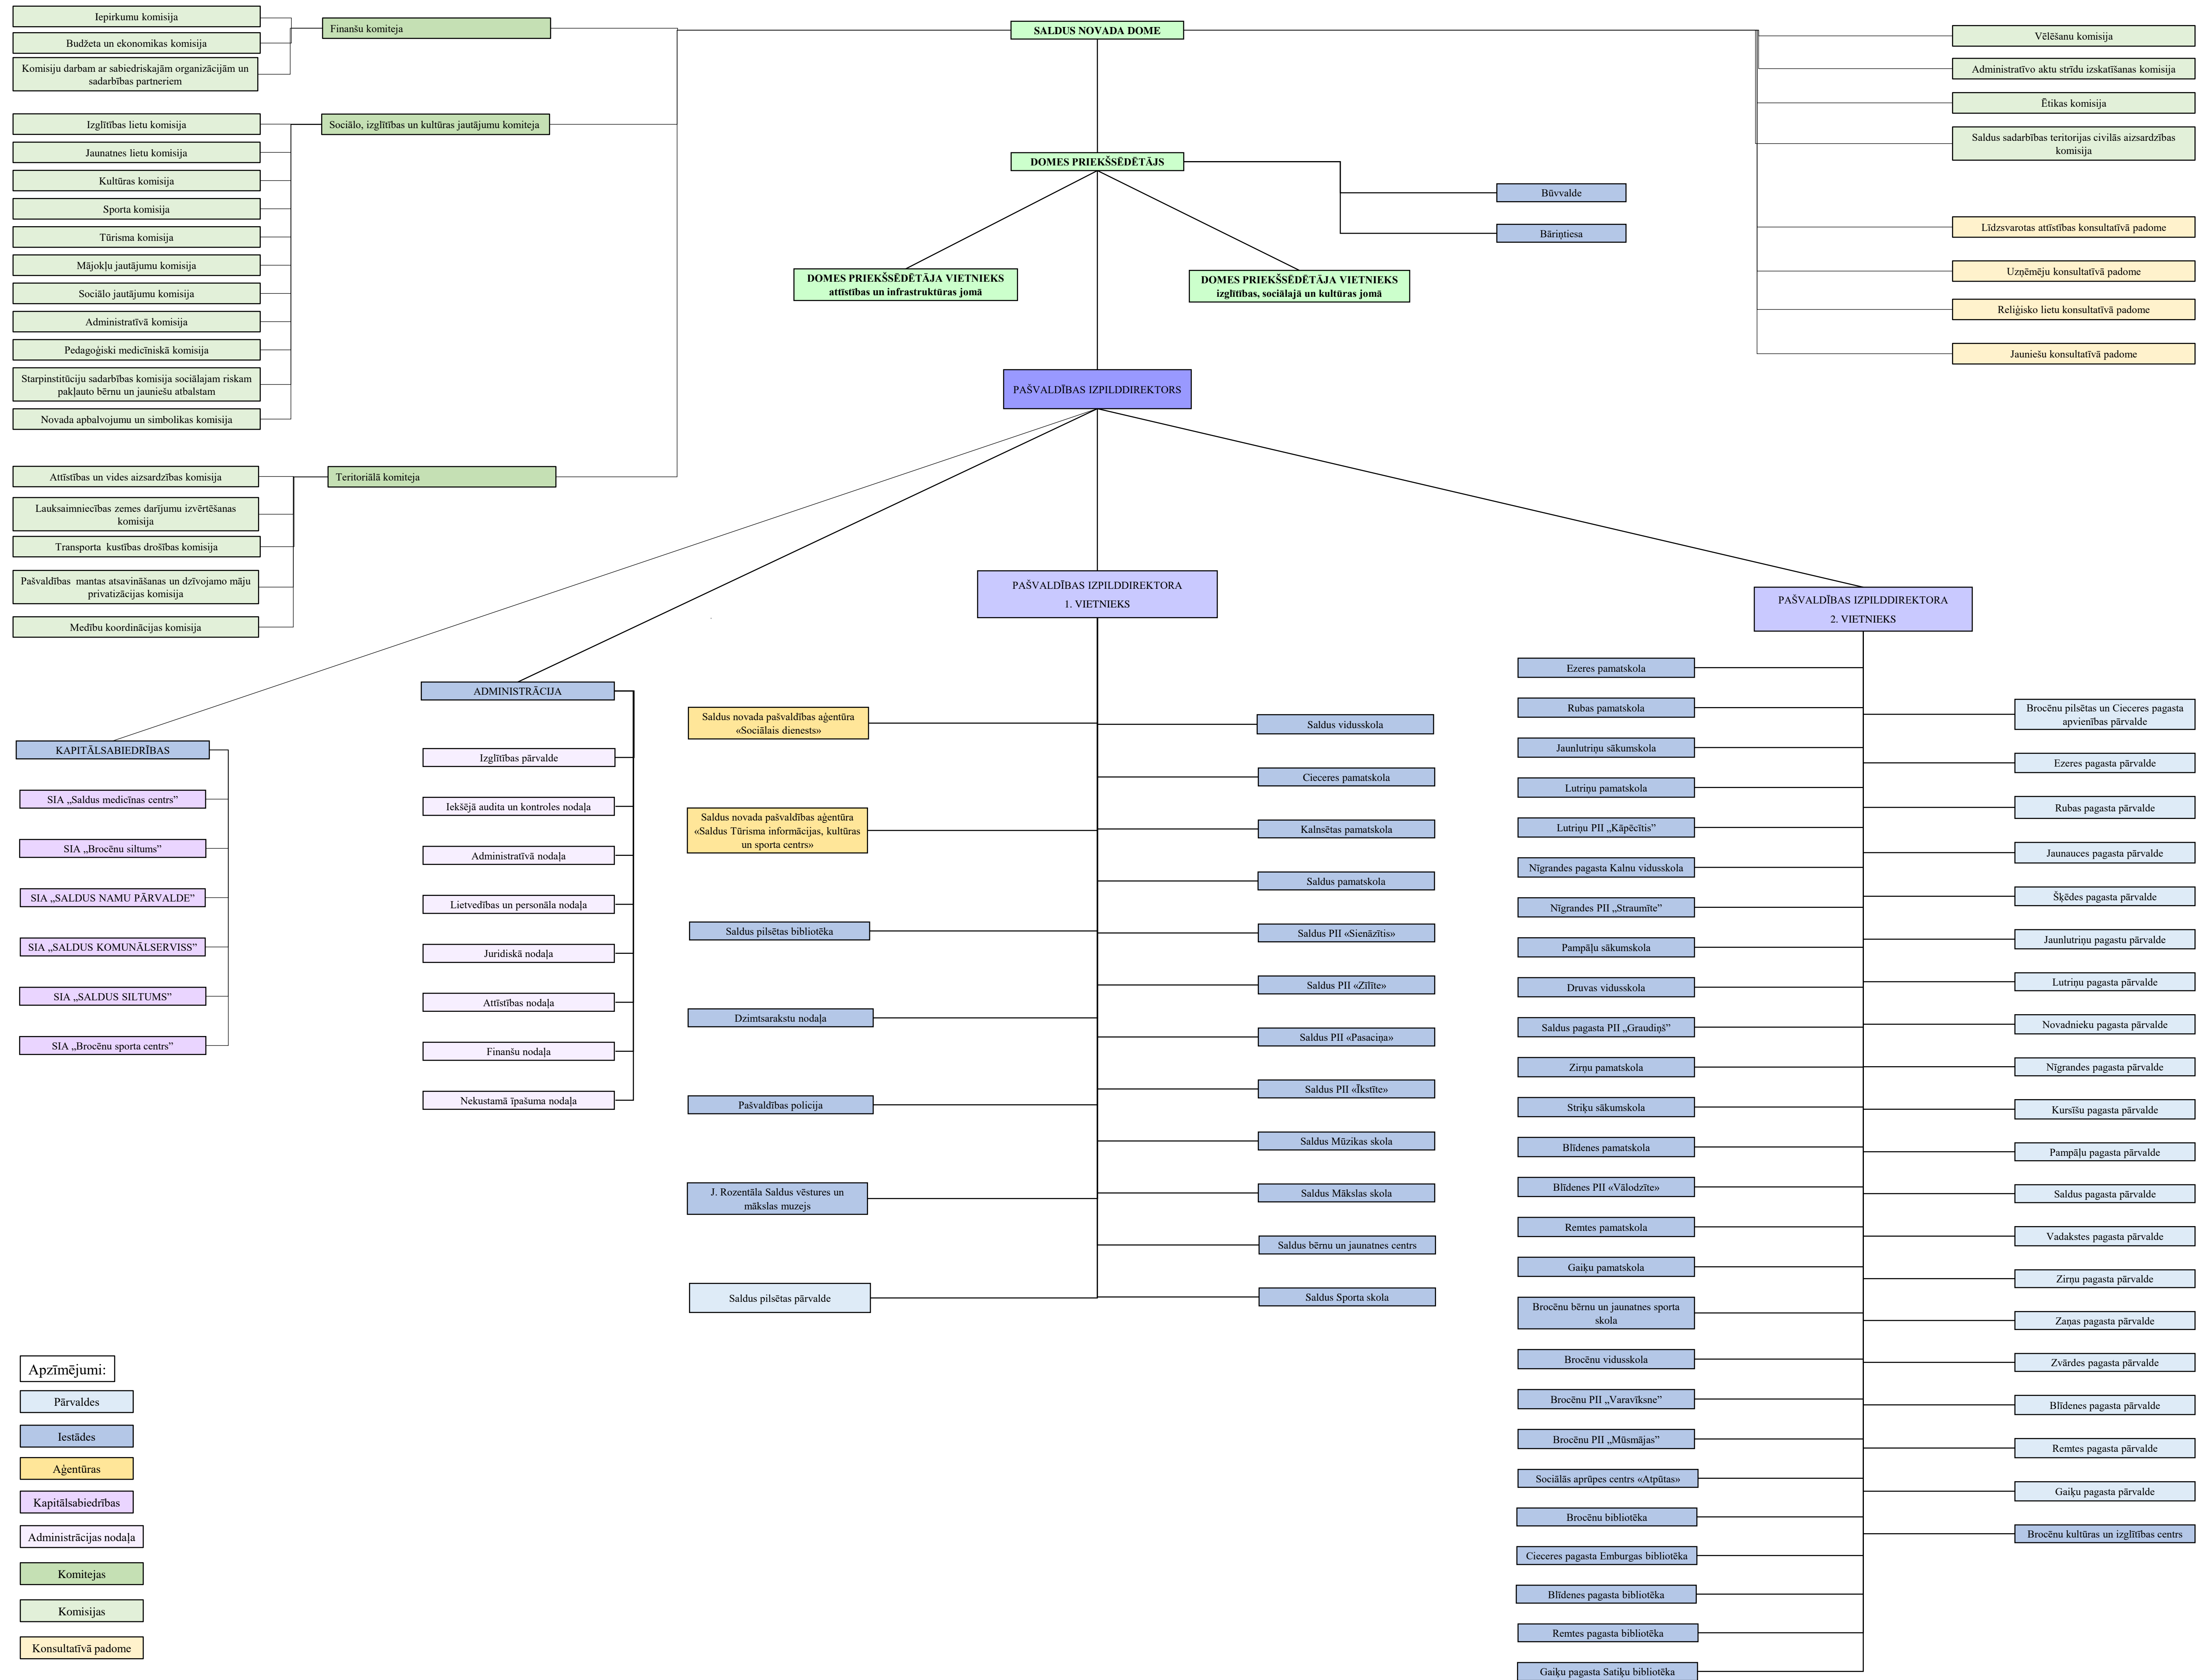 SALDUS NOVADA DOME
Iepirkumu komisija
Budžeta un ekonomikas komisija
Komisiju darbam ar sabiedriskajām organizācijām un
sadarbības partneriem
Finanšu komiteja
Izglītības lietu komisija
Jaunatnes lietu komisija
Kultūras komisija
Sporta komisija
Tūrisma komisija
Mājokļu jautājumu komisija
Sociālo jautājumu komisija
Administratīvā komisija
Pedagoģiski medicīniskā komisija
Starpinstitūciju sadarbības komisija sociālajam riskam
pakļauto bērnu un jauniešu atbalstam
Novada apbalvojumu un simbolikas komisija
Sociālo, izglītības un kultūras jautājumu komiteja
Attīstības un vides aizsardzības komisija
Lauksaimniecības zemes darījumu izvērtēšanas
komisija
Transporta  kustības drošības komisija
Pašvaldības  mantas atsavināšanas un dzīvojamo māju
privatizācijas komisija
Medību koordinācijas komisija
Teritoriālā komiteja
Vēlēšanu komisija
Administratīvo aktu strīdu izskatīšanas komisija
Ētikas komisija
Saldus sadarbības teritorijas civilās aizsardzības
komisija
Līdzsvarotas attīstības konsultatīvā padome
Uzņēmēju konsultatīvā padome
Reliģisko lietu konsultatīvā padome
Jauniešu konsultatīvā padome
DOMES PRIEKŠSĒDĒTĀJS
Būvvalde
Bāriņtiesa
DOMES PRIEKŠSĒDĒTĀJA VIETNIEKS
attīstības un infrastruktūras jomā
DOMES PRIEKŠSĒDĒTĀJA VIETNIEKS
izglītības, sociālajā un kultūras jomā
PAŠVALDĪBAS IZPILDDIREKTORS
KAPITĀLSABIEDRĪBAS
SIA „Saldus medicīnas centrs”
SIA „Brocēnu siltums”
SIA „SALDUS NAMU PĀRVALDE”
SIA „SALDUS KOMUNĀLSERVISS”
SIA „SALDUS SILTUMS”
SIA „Brocēnu sporta centrs”
ADMINISTRĀCIJA
Izglītības pārvalde
Iekšējā audita un kontroles nodaļa
Administratīvā nodaļa
Lietvedības un personāla nodaļa
Juridiskā nodaļa
Attīstības nodaļa
Finanšu nodaļa
Nekustamā īpašuma nodaļa
PAŠVALDĪBAS IZPILDDIREKTORA
1. VIETNIEKS
Saldus novada pašvaldības aģentūra
«Sociālais dienests»
Saldus novada pašvaldības aģentūra
«Saldus Tūrisma informācijas, kultūras
un sporta centrs»
Saldus pilsētas bibliotēka
Dzimtsarakstu nodaļa
Pašvaldības policija
J. Rozentāla Saldus vēstures un
mākslas muzejs
Saldus pilsētas pārvalde
Saldus vidusskola
Cieceres pamatskola
Kalnsētas pamatskola
Saldus pamatskola
Saldus PII «Sienāzītis»
Saldus PII «Zīlīte»
Saldus PII «Pasaciņa»
Saldus PII «Īkstīte»
Saldus Mūzikas skola
Saldus Mākslas skola
Saldus bērnu un jaunatnes centrs
Saldus Sporta skola
PAŠVALDĪBAS IZPILDDIREKTORA
2. VIETNIEKS
Ezeres pamatskola
Rubas pamatskola
Jaunlutriņu sākumskola
Lutriņu pamatskola
Lutriņu PII „Kāpēcītis”
Nīgrandes pagasta Kalnu vidusskola
Nīgrandes PII „Straumīte”
Pampāļu sākumskola
Druvas vidusskola
Saldus pagasta PII „Graudiņš”
Zirņu pamatskola
Striķu sākumskola
Blīdenes pamatskola
Blīdenes PII «Vālodzīte»
Remtes pamatskola
Gaiķu pamatskola
Brocēnu bērnu un jaunatnes sporta
skola
Brocēnu vidusskola
Brocēnu PII „Varavīksne”
Brocēnu PII „Mūsmājas”
Sociālās aprūpes centrs «Atpūtas»
Brocēnu bibliotēka
Cieceres pagasta Emburgas bibliotēka
Blīdenes pagasta bibliotēka
Remtes pagasta bibliotēka
Gaiķu pagasta Satiķu bibliotēka
Brocēnu pilsētas un Cieceres pagasta
apvienības pārvalde
Ezeres pagasta pārvalde
Rubas pagasta pārvalde
Jaunauces pagasta pārvalde
Šķēdes pagasta pārvalde
Jaunlutriņu pagastu pārvalde
Lutriņu pagasta pārvalde
Novadnieku pagasta pārvalde
Nīgrandes pagasta pārvalde
Kursīšu pagasta pārvalde
Pampāļu pagasta pārvalde
Saldus pagasta pārvalde
Vadakstes pagasta pārvalde
Zirņu pagasta pārvalde
Zaņas pagasta pārvalde
Zvārdes pagasta pārvalde
Blīdenes pagasta pārvalde
Remtes pagasta pārvalde
Gaiķu pagasta pārvalde
Brocēnu kultūras un izglītības centrs
Apzīmējumi:
Pārvaldes
Iestādes
Aģentūras
Kapitālsabiedrības
Administrācijas nodaļa
Komitejas
Komisijas
Konsultatīvā padome